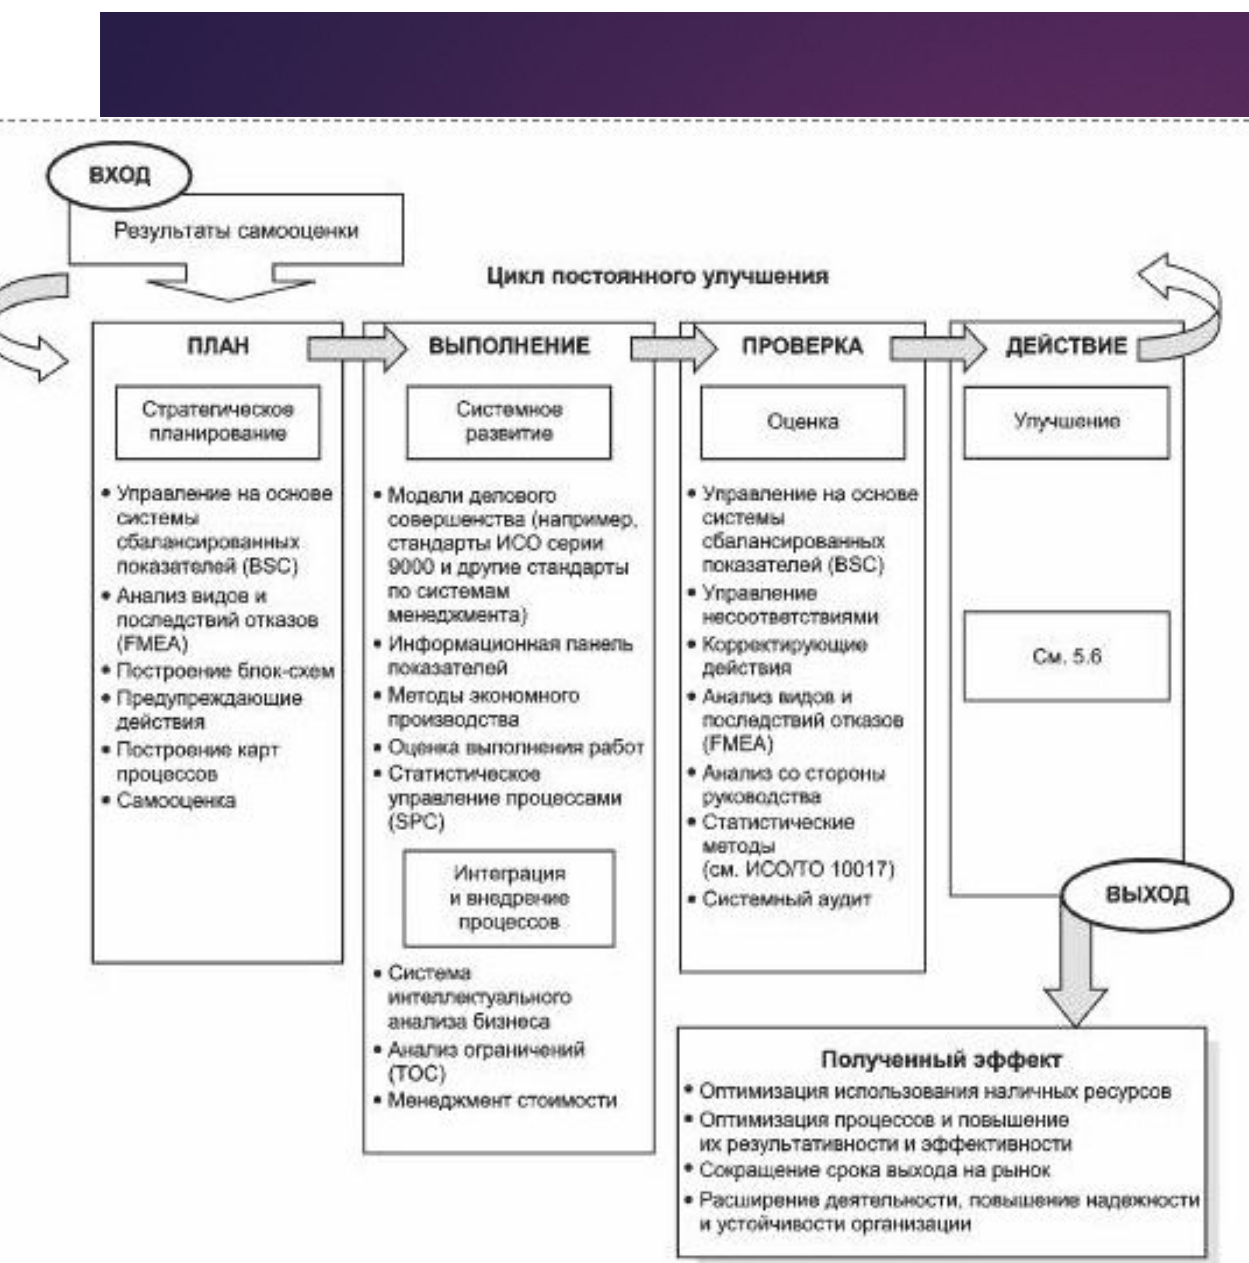 ВХОД
Результаты самооценки
Цикл постоянного улучшения
ПЛАН
Стратегическое
планирование
• Управление на основе
системы
сбалансированных
показателей (BSC)
• Анализ видов и
последствий отказов
(FMEA)
• Построение блок-схем
• Предупреждающие
действия
• Построение карт
процессов
• Самооценка
ВЫПОЛНЕНИЕ
Системное
развитие
• Модели делового
совершенства (например,
стандарты ИСО серии
9000 и другие стандарты
по системам
менеджмента)
• Информационная панель
показателей
• Методы экономного
производства
• Оценка выполнения работ
• Статистическое
управление процессами
(SPC)
Интеграция
и внедрение
процессов
• Система
интеллектуального
анализа бизнеса
• Анализ ограничений
(TOC)
• Менеджмент стоимости
ПРОВЕРКА
Оценка
• Управление на основе
системы
сбалансированных
показателей (BSC)
• Управление
несоответствиями
• Корректирующие
действия
• Анализ видов и
последствий отказов
(FMEA)
• Анализ со стороны
руководства
• Статистические
методы
(см. ИСО/ТО 10017)
• Системный аудит
ДЕЙСТВИЕ
Улучшение
См. 5.6
ВЫХОД
Полученный эффект
• Оптимизация использования наличных ресурсов
• Оптимизация процессов и повышение
их результативности и эффективности
• Сокращение срока выхода на рынок
• Расширение деятельности, повышение надежности
и устойчивости организации